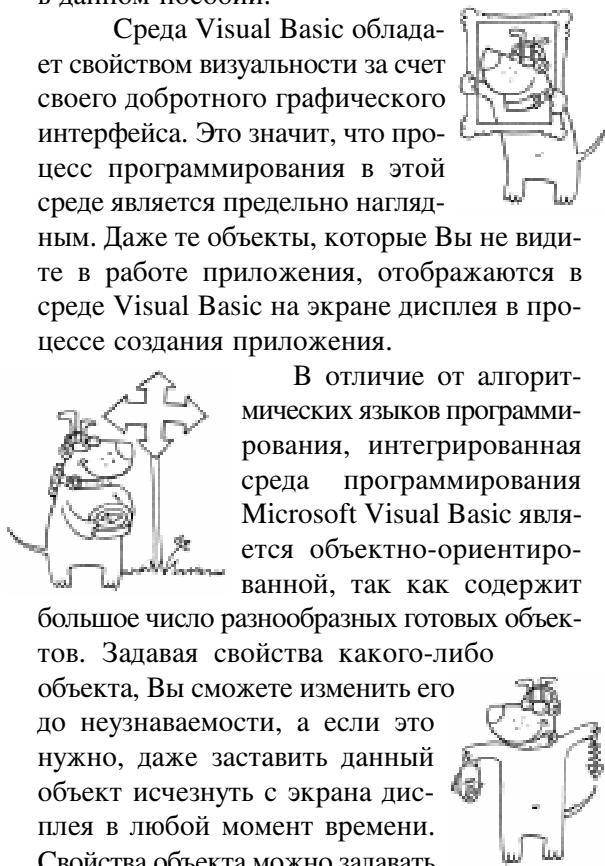 в данном пособии.
Среда Visual Basic облада-
ет свойством визуальности за счет
своего добротного графического
интерфейса. Это значит, что про-
цесс программирования в этой
среде является предельно нагляд-
ным. Даже те объекты, которые Вы не види-
те в работе приложения, отображаются в
среде Visual Basic на экране дисплея в про-
цессе создания приложения.
В отличие от алгорит-
мических языков программи-
рования, интегрированная
среда программирования
Microsoft Visual Basic явля-
ется объектно-ориентиро-
ванной, так как содержит
большое число разнообразных готовых объек-
тов. Задавая свойства какого-либо
объекта, Вы сможете изменить его
до неузнаваемости, а если это
нужно, даже заставить данный
объект исчезнуть с экрана дис-
плея в любой момент времени.
Свойства объекта можно задавать